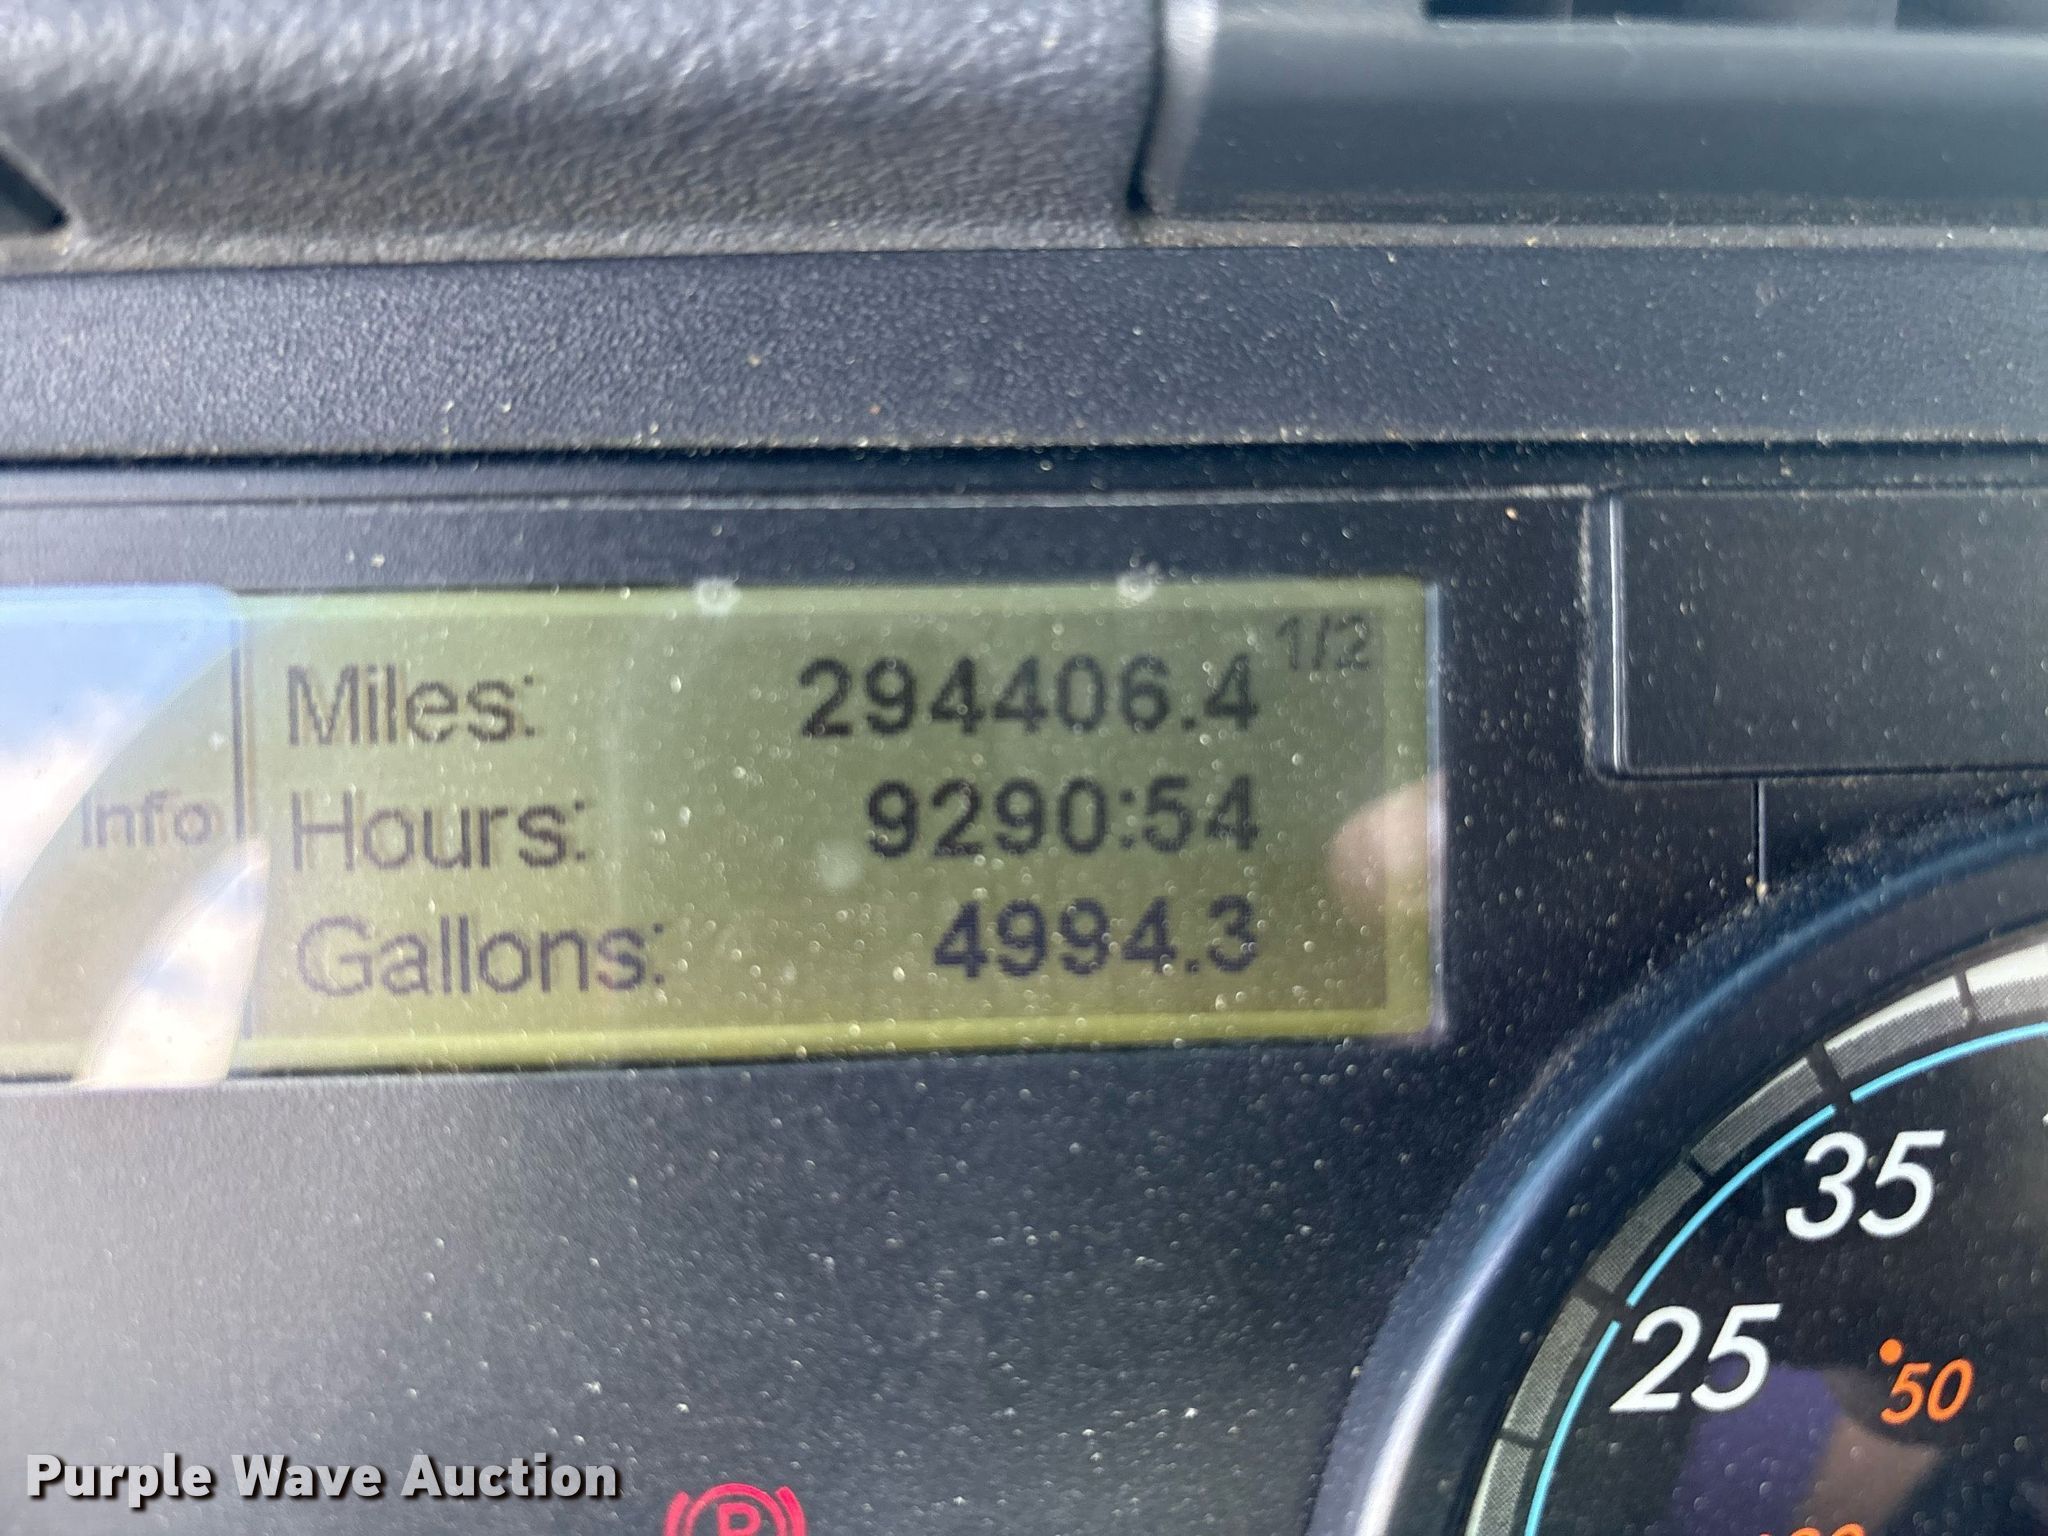 1/2
Miles: 294406.4
Info
Hours: 9290:54
Gallons: 4994.3
35
25
50
Purple Wave Auction
P